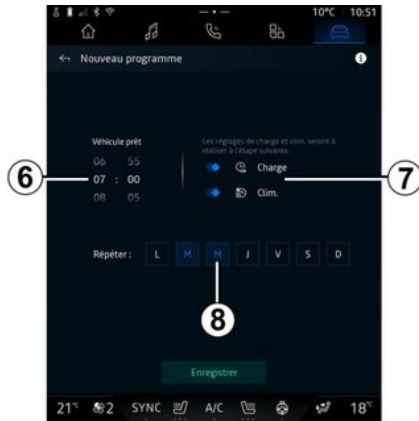 10°C 10:51
Nouveau programme
Véhicule prêt
Les réglages de charge et clim. seront à
réaliser à l'étape suivante.
06 55
07 : 00
08 05
Charge
Clim.
6
7
Répéter : L M M J V S D
8
Enregistrer
21°C 2 SYNC A/C 18°C